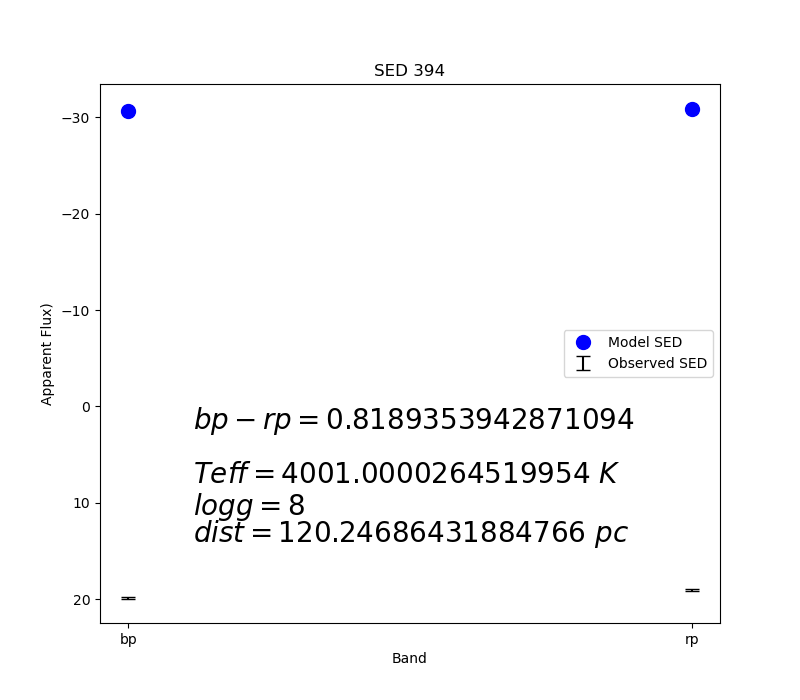 SED 394
−30
−20
−10
0
10
20
Apparent Flux)
Model SED
Observed SED
bp − rp = 0.8189353942871094
Teff = 4001.0000264519954 K
logg = 8
dist = 120.24686431884766 pc
bp
rp
Band